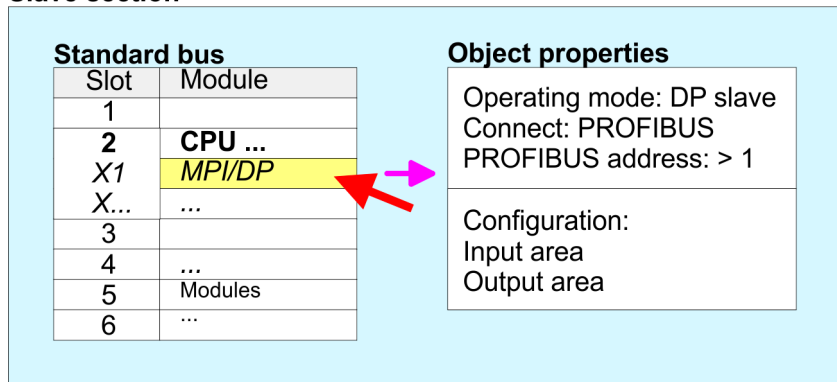 Standard bus
Slot Module
1
2 CPU ...
X1 MPI/DP
X... ...
3
4 ...
5 Modules
6 ...
Object properties
Operating mode: DP slave
Connect: PROFIBUS
PROFIBUS address: > 1
Configuration:
Input area
Output area